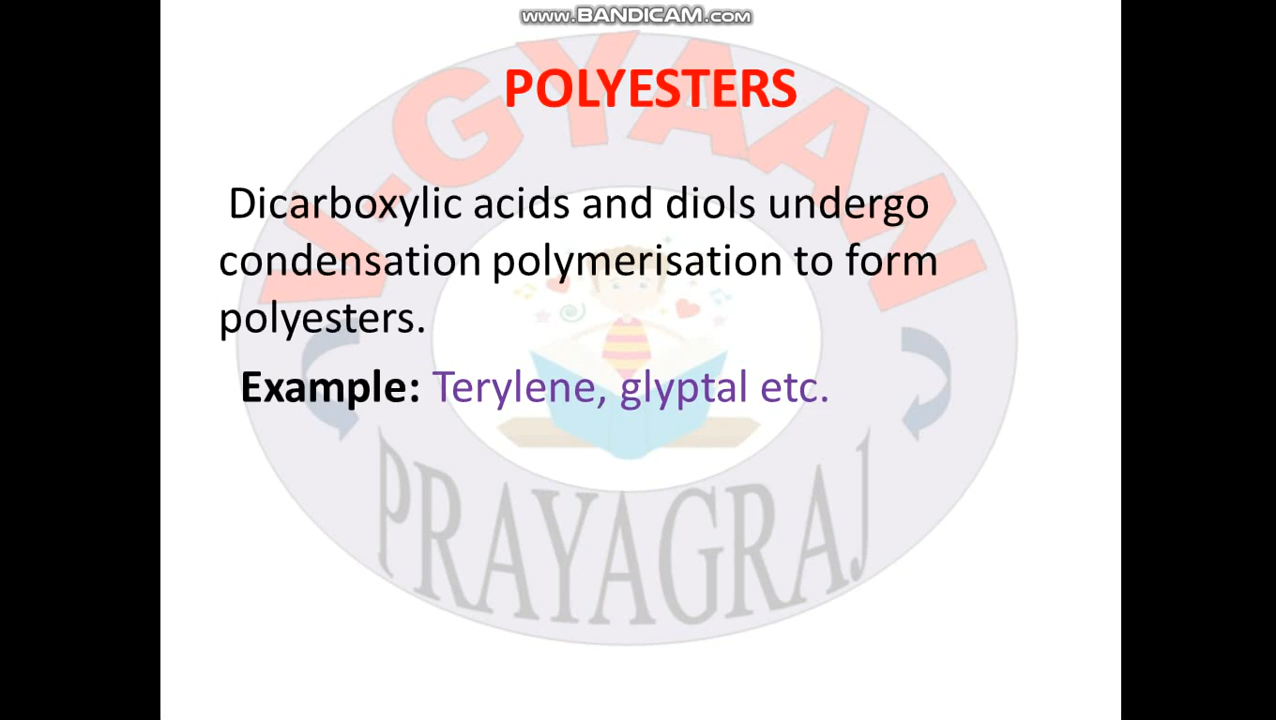 www.BANDICAM.com
POLYESTERS
Dicarboxylic acids and diols undergo
condensation polymerisation to form
polyesters.
Example: Terylene, glyptal etc.
I-GYAAN
PRAYAGRAJ